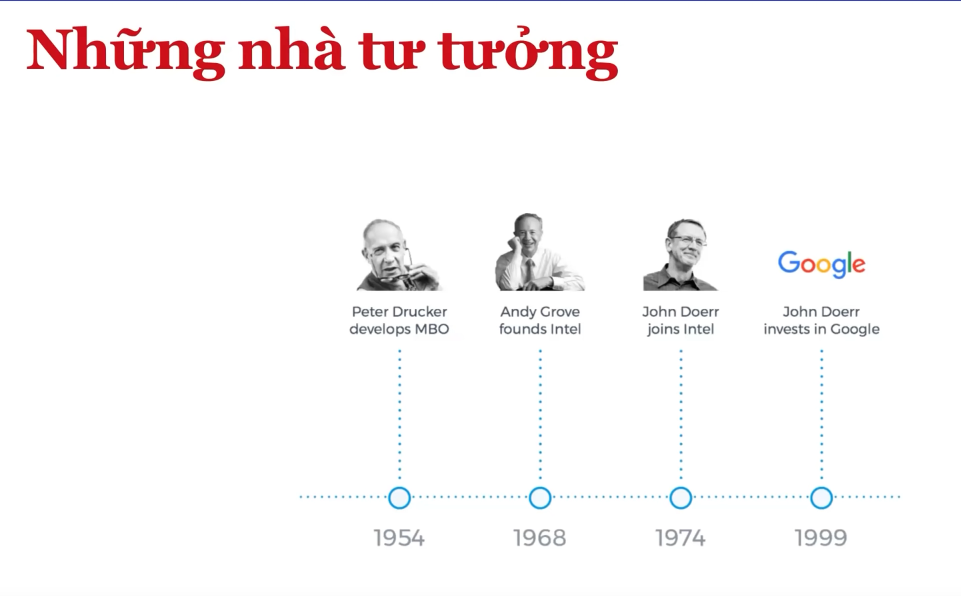 Những nhà tư tưởng
Google
Peter Drucker
develops MBO
Andy Grove
founds Intel
John Doerr
joins Intel
John Doerr
invests in Google
1954
1968
1974
1999